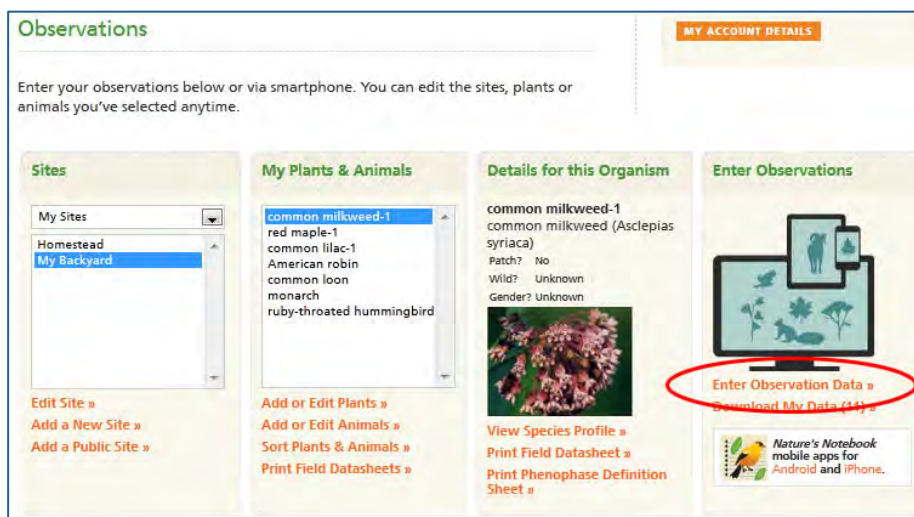 Observations
MY ACCOUNT DETAILS
Enter your observations below or via smartphone. You can edit the sites, plants or
animals you've selected anytime.
Sites
My Sites
Homestead
My Backyard
Edit Site »
Add a New Site »
Add a Public Site »
My Plants & Animals
common milkweed-1
red maple-1
common lilac-1
American robin
common loon
monarch
ruby-throated hummingbird
Add or Edit Plants »
Add or Edit Animals »
Sort Plants & Animals »
Print Field Datasheets »
Details for this Organism
common milkweed-1
common milkweed (Asclepias
syriaca)
Patch? No
Wild? Unknown
Gender? Unknown
View Species Profile »
Print Field Datasheet »
Print Phenophase Definition
Sheet »
Enter Observations
Enter Observation Data »
Download My Data (11) »
Nature's Notebook
mobile apps for
Android and iPhone.